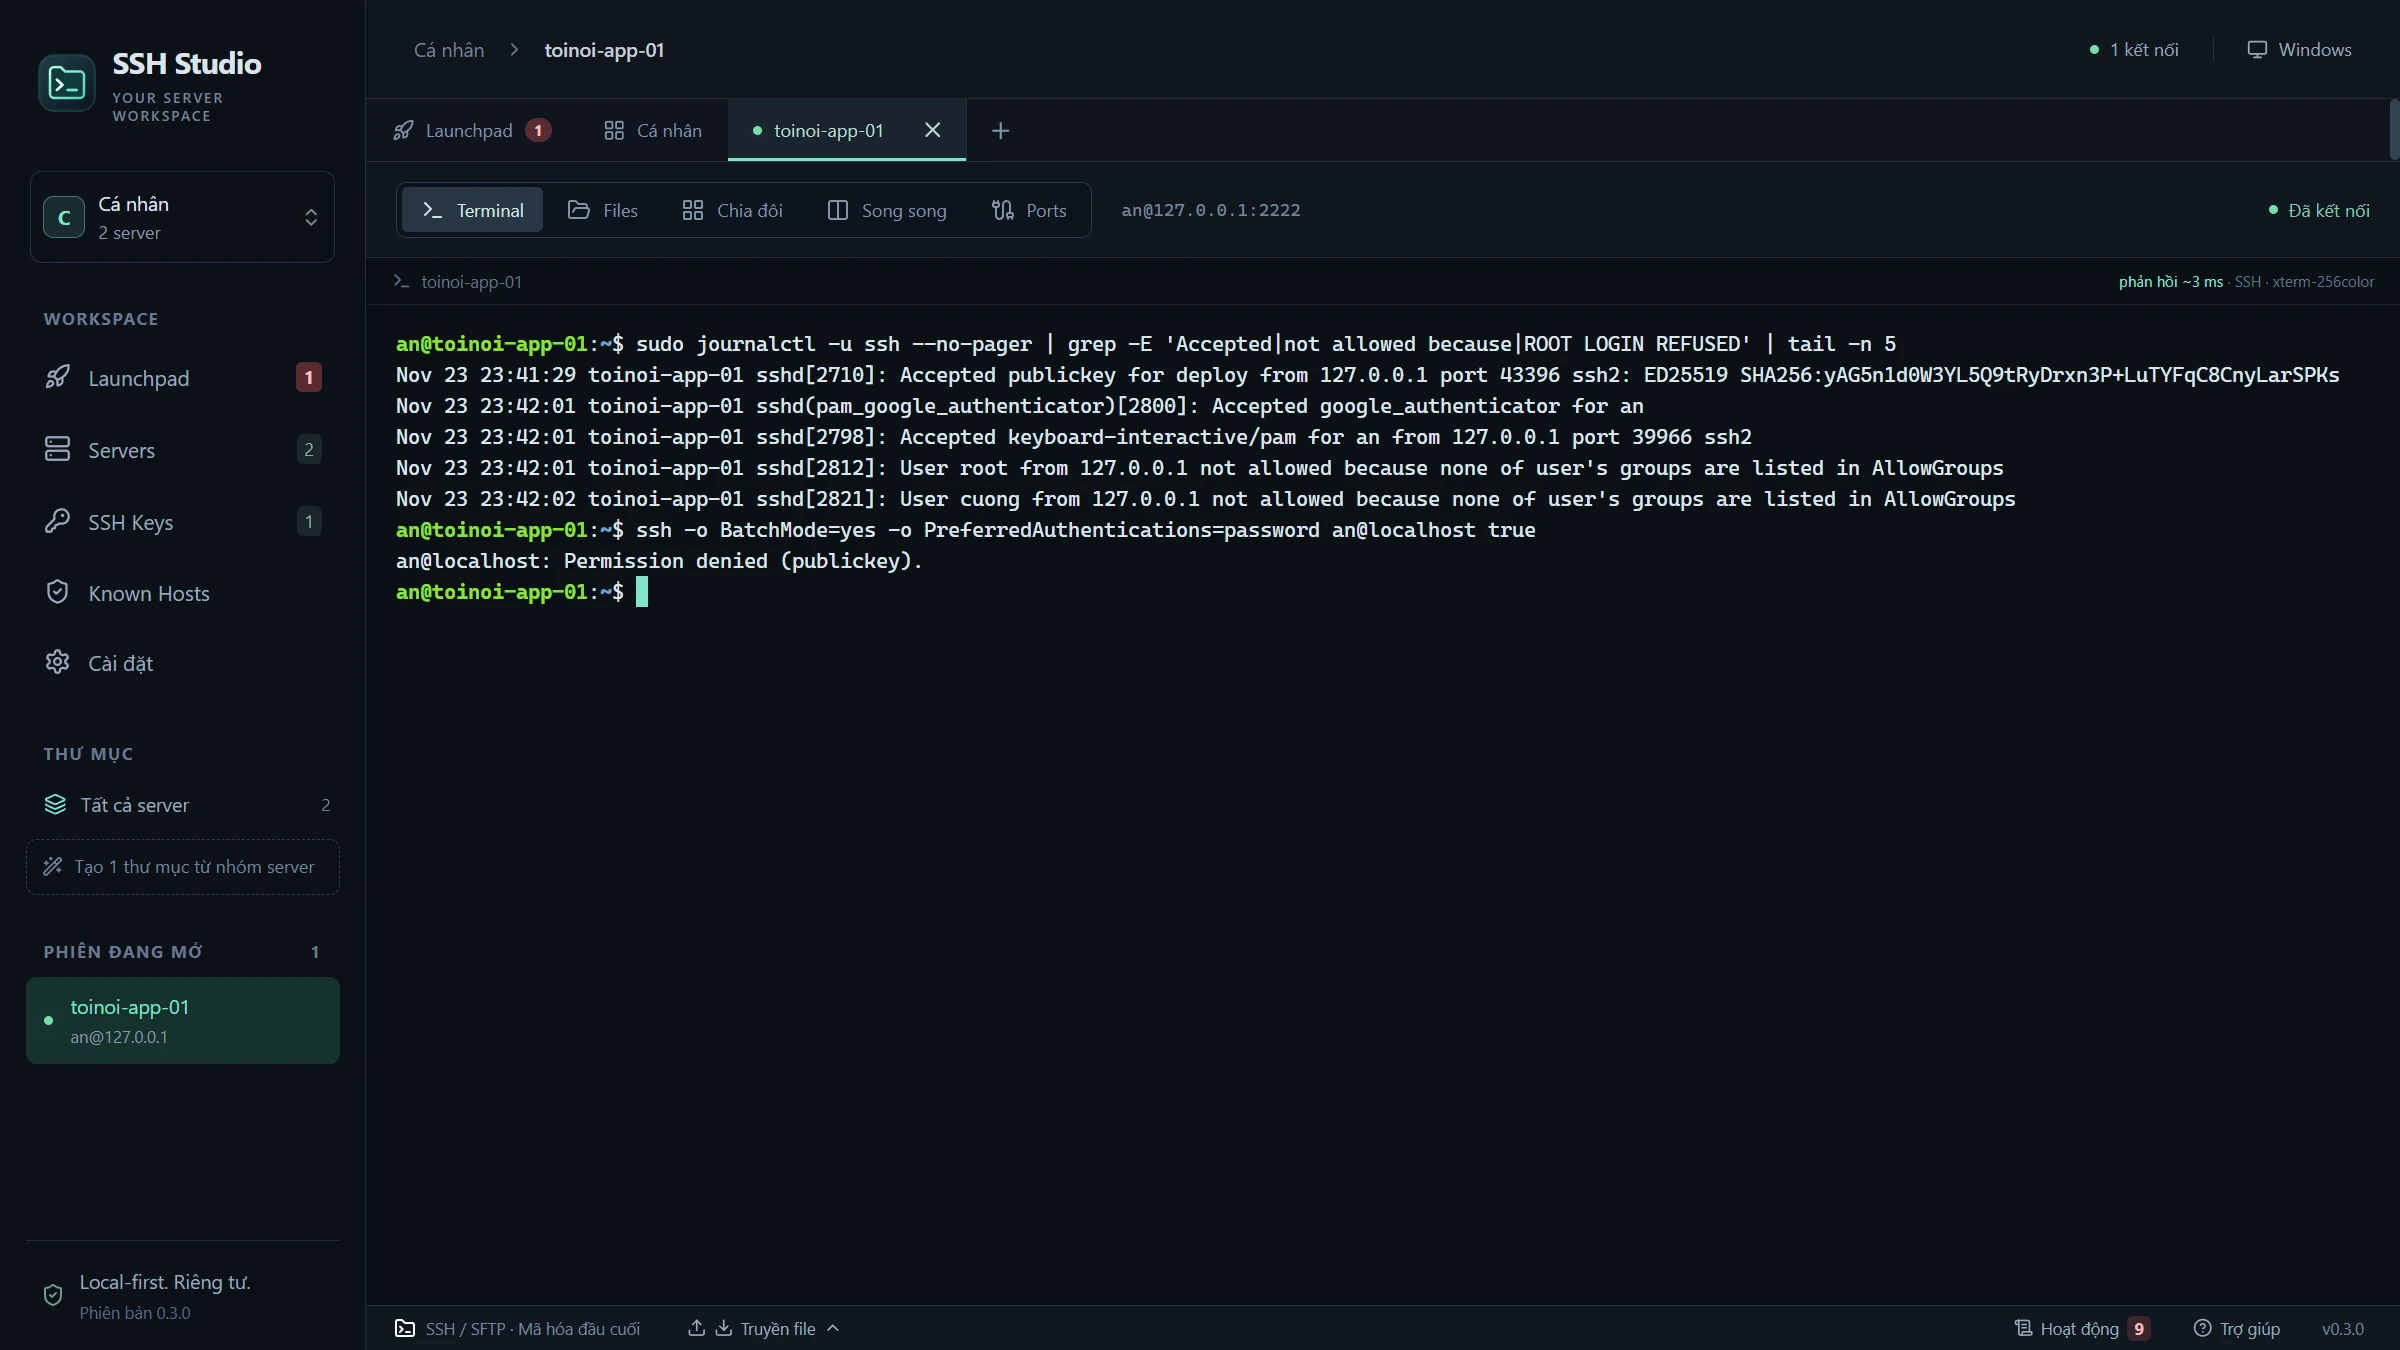 SSH Studio
YOUR SERVER
WORKSPACE
C
Cá nhân
2 server
WORKSPACE
Launchpad 1
Servers 2
SSH Keys 1
Known Hosts
Cài đặt
THƯ MỤC
Tất cả server 2
Tạo 1 thư mục từ nhóm server
PHIÊN ĐANG MỞ 1
toinoi-app-01
an@127.0.0.1
Local-first. Riêng tư.
Phiên bản 0.3.0
Cá nhân > toinoi-app-01
1 kết nối
Windows
Launchpad 1
Cá nhân
toinoi-app-01
Terminal
Files
Chia đôi
Song song
Ports
an@127.0.0.1:2222
Đã kết nối
toinoi-app-01
phản hồi ~3 ms · SSH · xterm-256color
an@toinoi-app-01:~$ sudo journalctl -u ssh --no-pager | grep -E 'Accepted|not allowed because|ROOT LOGIN REFUSED' | tail -n 5
Nov 23 23:41:29 toinoi-app-01 sshd[2710]: Accepted publickey for deploy from 127.0.0.1 port 43396 ssh2: ED25519 SHA256:yAG5n1d0W3YL5Q9tRyDrxn3P+LuTYFqC8CnyLarSPKs
Nov 23 23:42:01 toinoi-app-01 sshd(pam_google_authenticator)[2800]: Accepted google_authenticator for an
Nov 23 23:42:01 toinoi-app-01 sshd[2798]: Accepted keyboard-interactive/pam for an from 127.0.0.1 port 39966 ssh2
Nov 23 23:42:01 toinoi-app-01 sshd[2812]: User root from 127.0.0.1 not allowed because none of user's groups are listed in AllowGroups
Nov 23 23:42:02 toinoi-app-01 sshd[2821]: User cuong from 127.0.0.1 not allowed because none of user's groups are listed in AllowGroups
an@toinoi-app-01:~$ ssh -o BatchMode=yes -o PreferredAuthentications=password an@localhost true
an@localhost: Permission denied (publickey).
an@toinoi-app-01:~$
SSH / SFTP · Mã hóa đầu cuối
Truyền file
Hoạt động 9
Trợ giúp
v0.3.0